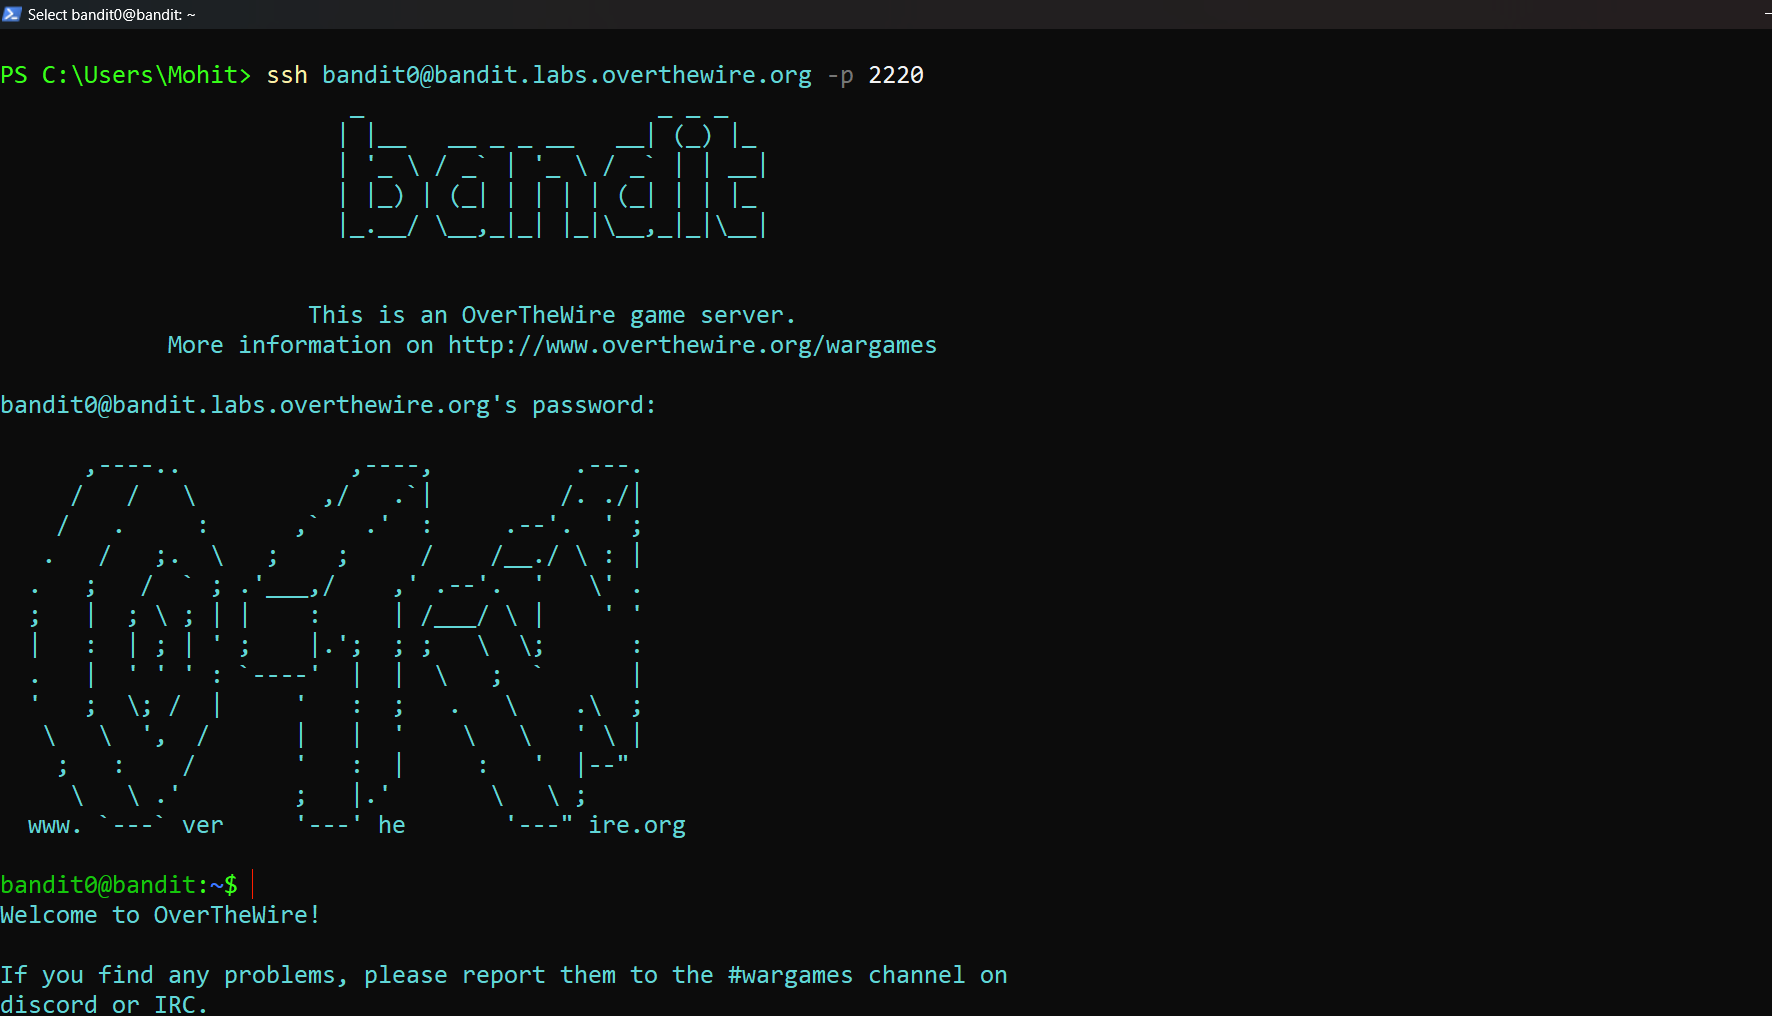 Select bandit0@bandit: ~
PS C:\Users\Mohit> ssh bandit0@bandit.labs.overthewire.org -p 2220
bandit
This is an OverTheWire game server.
More information on http://www.overthewire.org/wargames
bandit0@bandit.labs.overthewire.org's password:
www. ver he ire.org
bandit0@bandit:~$
Welcome to OverTheWire!
If you find any problems, please report them to the #wargames channel on
discord or IRC.